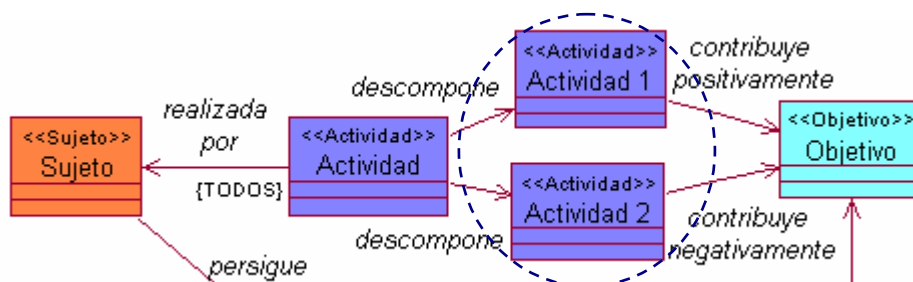 <<Sujeto>>
Sujeto
realizada
por
{TODOS}
<<Actividad>>
Actividad
descompone
descompone
<<Actividad>>
Actividad 1
<<Actividad>>
Actividad 2
contribuye
positivamente
contribuye
negativamente
<<Objetivo>>
Objetivo
persigue